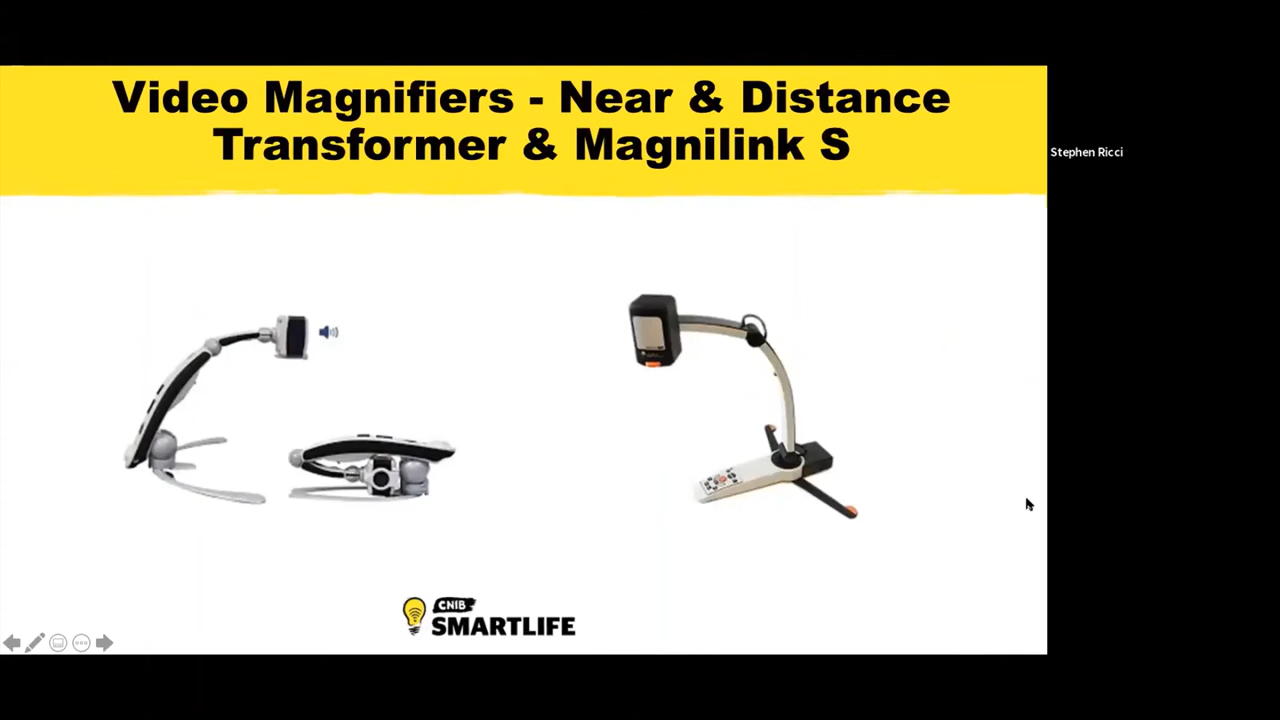 Video Magnifiers - Near & Distance
Transformer & Magnilink S
Stephen Ricci
CNIB
SMARTLIFE